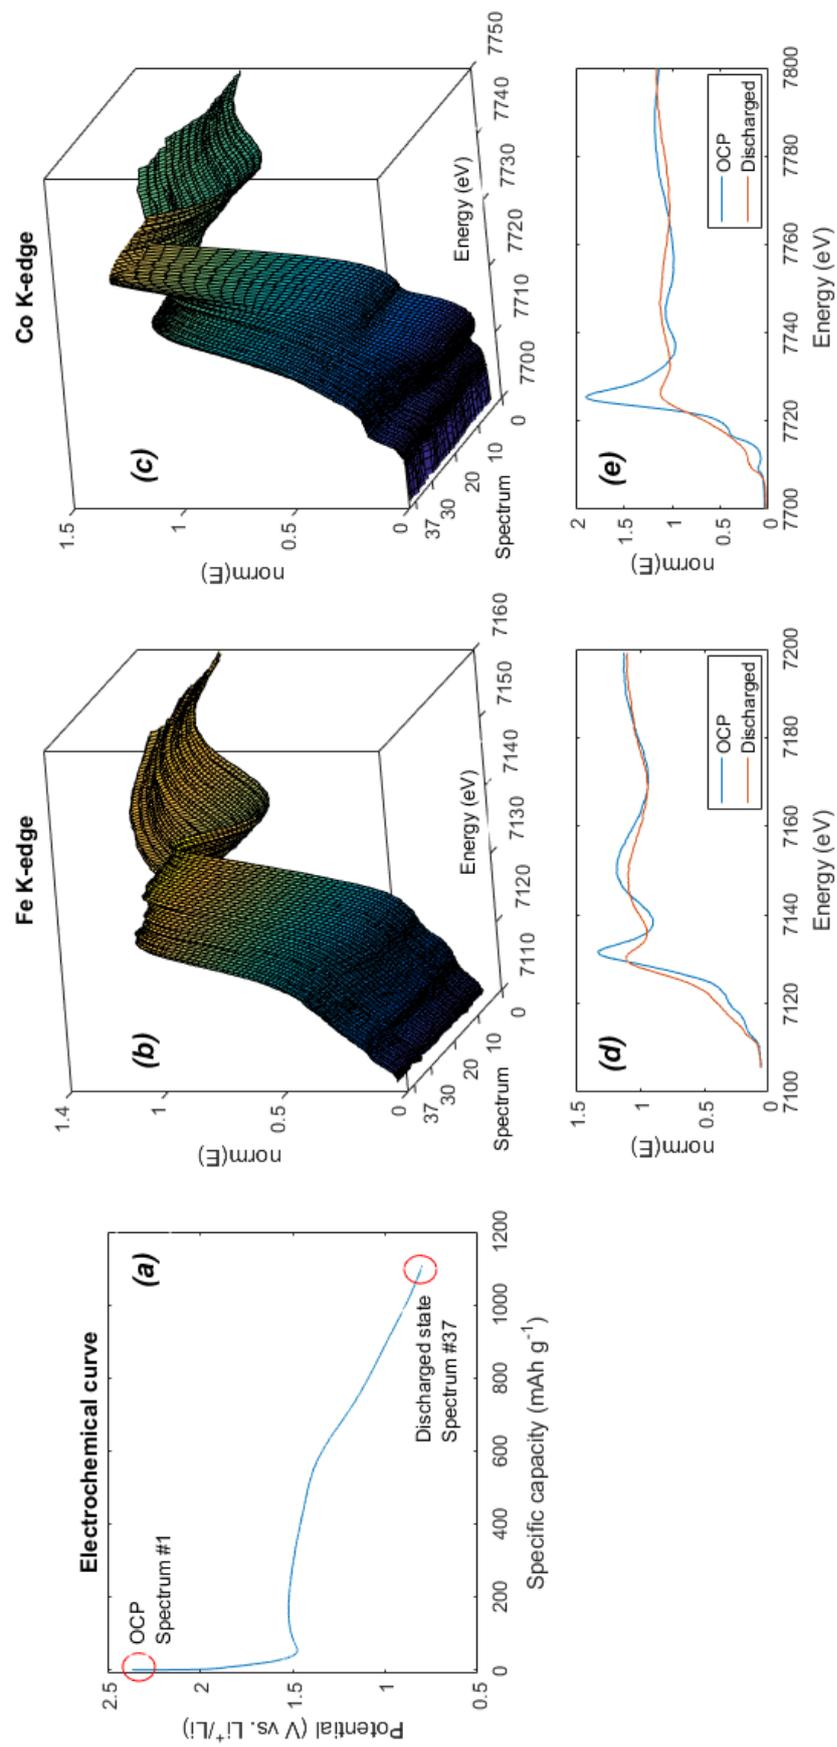 Electrochemical curve
(a)
OCP
Spectrum #1
Discharged state
Spectrum #37
2.5
2
1.5
1
0.5
0
200
400
600
800
1000
1200
Potential (V vs. Li⁺/Li)
Specific capacity (mAh g⁻¹)
Fe K-edge
(b)
1.4
1
0.5
0
norm(E)
37
30
20
10
0
Spectrum
7110
7120
7130
7140
7150
7160
Energy (eV)
Co K-edge
(c)
1.5
1
0.5
0
norm(E)
37
30
20
10
0
Spectrum
7700
7710
7720
7730
7740
7750
Energy (eV)
(d)
1.5
1
0.5
0
norm(E)
7100
7120
7140
7160
7180
7200
Energy (eV)
OCP
Discharged
(e)
2
1.5
1
0.5
0
norm(E)
7700
7720
7740
7760
7780
7800
Energy (eV)
OCP
Discharged